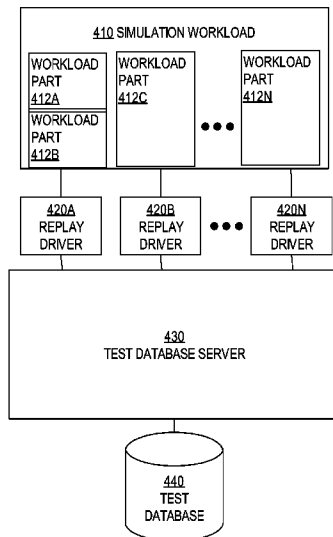 410 SIMULATION WORKLOAD
WORKLOAD
PART
412A
WORKLOAD
PART
412B
WORKLOAD
PART
412C
WORKLOAD
PART
412N
420A
REPLAY
DRIVER
420B
REPLAY
DRIVER
420N
REPLAY
DRIVER
430
TEST DATABASE SERVER
440
TEST
DATABASE